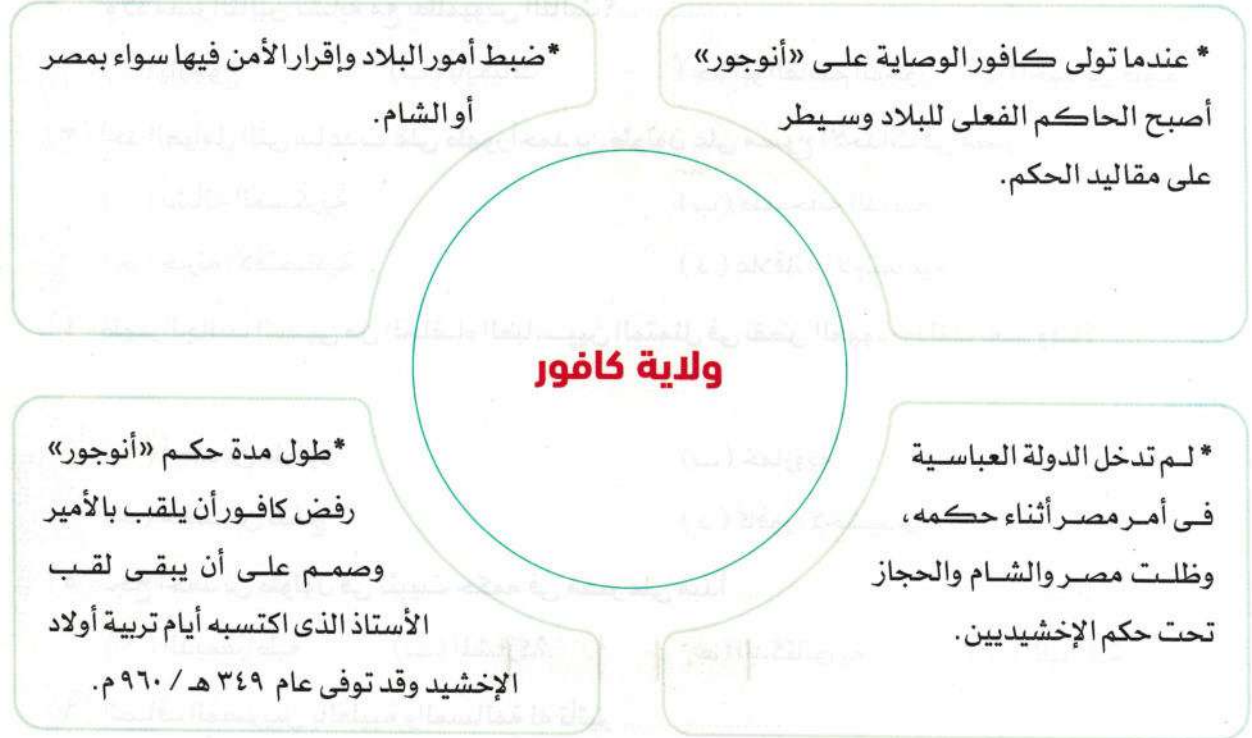 * عندما تولى كافور الوصاية على «أنوجور»
أصبح الحاكم الفعلى للبلاد وسيطر
على مقاليد الحكم.
*ضبط أمور البلاد وإقرار الأمن فيها سواء بمصر
أو الشام.
ولاية كافور
* لم تدخل الدولة العباسية
فى أمر مصر أثناء حكمه،
وظلت مصر والشام والحجاز
تحت حكم الإخشيديين.
*طول مدة حكم «أنوجور»
رفض كافور أن يلقب بالأمير
وصمم على أن يبقى لقب
الأستاذ الذى اكتسبه أيام تربية أولاد
الإخشيد وقد توفى عام ٣٤٩ هـ / ٩٦٠ م.